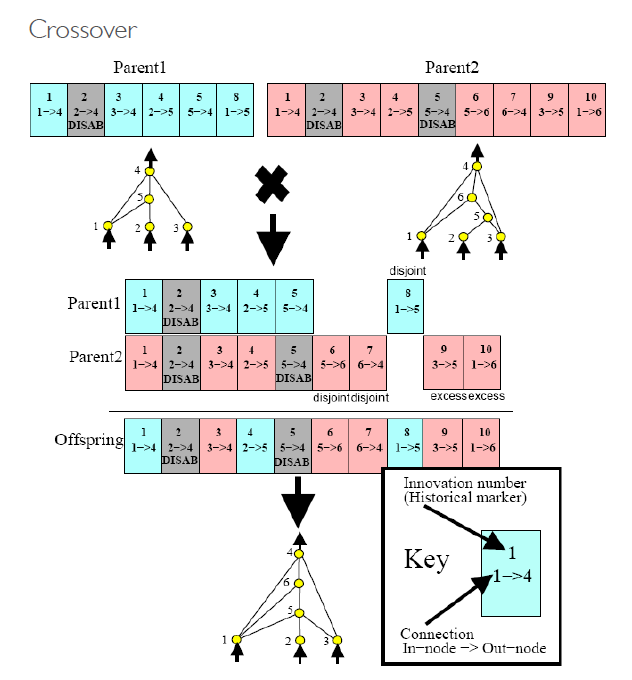 Crossover
Parent1 Parent2
1 2 3 4 5 8
1->4 2->4 3->4 2->5 5->4 1->5
DISAB
1 2 3 4 5 6 7 9 10
1->4 2->4 3->4 2->5 5->4 5->6 6->4 3->5 1->6
DISAB DISAB
4
5
1 2 3
4
6
5
1 2 3
disjoint
Parent1
1 2 3 4 5 8
1->4 2->4 3->4 2->5 5->4 1->5
DISAB
Parent2
1 2 3 4 5 6 7 9 10
1->4 2->4 3->4 2->5 5->4 5->6 6->4 3->5 1->6
DISAB DISAB
disjoint disjoint excess excess
Offspring
1 2 3 4 5 6 7 8 9 10
1->4 2->4 3->4 2->5 5->4 5->6 6->4 1->5 3->5 1->6
DISAB DISAB
4
6
5
1 2 3
Innovation number
(Historical marker)
Key
1
1->4
Connection
In-node -> Out-node